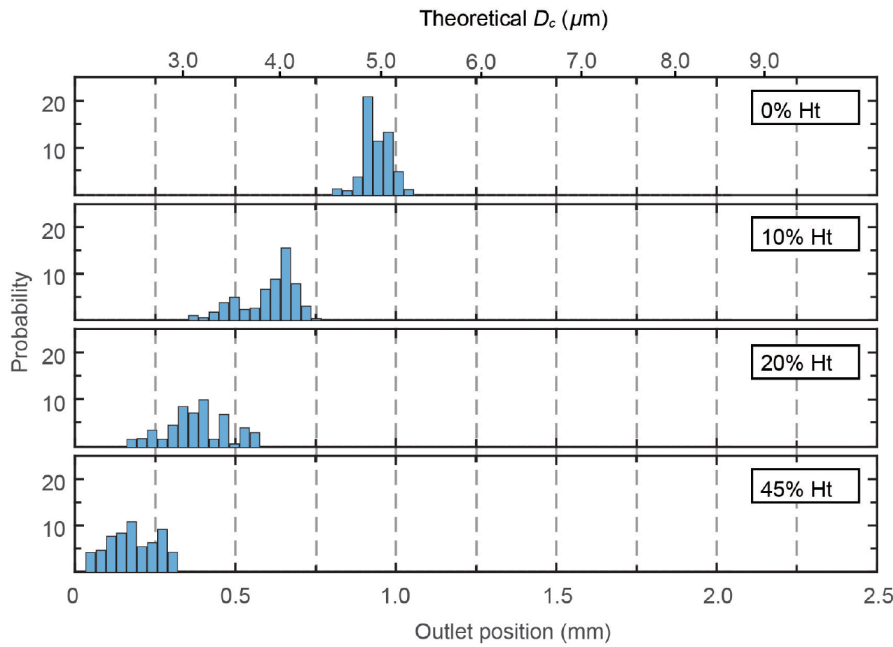 Theoretical Dc (μm)
3.0 4.0 5.0 6.0 7.0 8.0 9.0
20
10
0% Ht
20
10
10% Ht
Probability
20
10
20% Ht
20
10
45% Ht
0 0.5 1.0 1.5 2.0 2.5
Outlet position (mm)